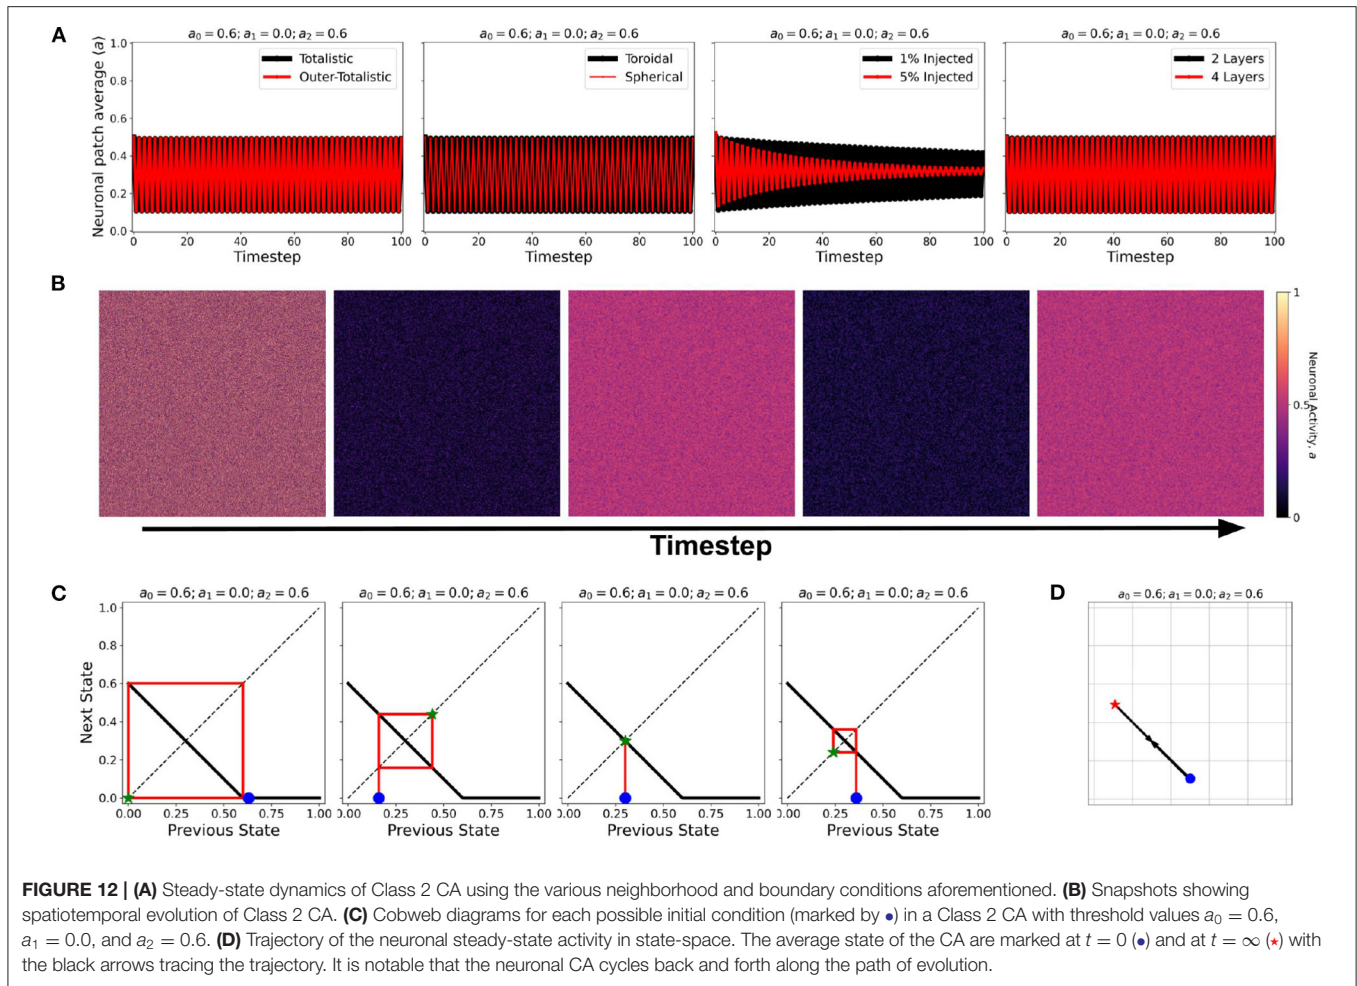 A
a₀ = 0.6; a₁ = 0.0; a₂ = 0.6
a₀ = 0.6; a₁ = 0.0; a₂ = 0.6
a₀ = 0.6; a₁ = 0.0; a₂ = 0.6
a₀ = 0.6; a₁ = 0.0; a₂ = 0.6
Neuronal patch average ⟨a⟩
1.0
0.8
0.6
0.4
0.2
0.0
Totalistic
Outer-Totalistic
0 20 40 60 80 100
Timestep
Toroidal
Spherical
0 20 40 60 80 100
Timestep
1% Injected
5% Injected
0 20 40 60 80 100
Timestep
2 Layers
4 Layers
0 20 40 60 80 100
Timestep
B
1
0.5
0
Neuronal Activity, a
Timestep
C
a₀ = 0.6; a₁ = 0.0; a₂ = 0.6
a₀ = 0.6; a₁ = 0.0; a₂ = 0.6
a₀ = 0.6; a₁ = 0.0; a₂ = 0.6
a₀ = 0.6; a₁ = 0.0; a₂ = 0.6
Next State
1.0
0.8
0.6
0.4
0.2
0.0
0.00 0.25 0.50 0.75 1.00
Previous State
0.00 0.25 0.50 0.75 1.00
Previous State
0.00 0.25 0.50 0.75 1.00
Previous State
0.00 0.25 0.50 0.75 1.00
Previous State
D
a₀ = 0.6; a₁ = 0.0; a₂ = 0.6
FIGURE 12 | (A) Steady-state dynamics of Class 2 CA using the various neighborhood and boundary conditions aforementioned. (B) Snapshots showing
spatiotemporal evolution of Class 2 CA. (C) Cobweb diagrams for each possible initial condition (marked by •) in a Class 2 CA with threshold values a₀ = 0.6,
a₁ = 0.0, and a₂ = 0.6. (D) Trajectory of the neuronal steady-state activity in state-space. The average state of the CA are marked at t = 0 (•) and at t = ∞ (★) with
the black arrows tracing the trajectory. It is notable that the neuronal CA cycles back and forth along the path of evolution.